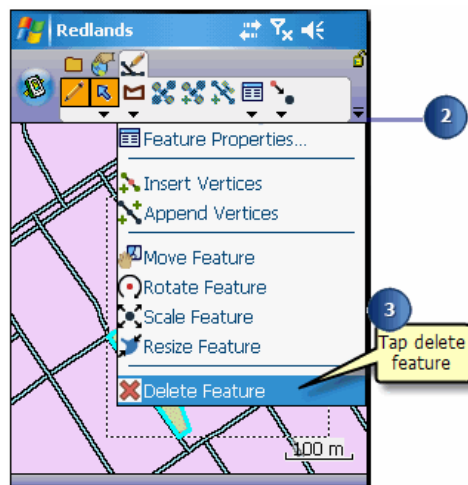 Redlands
2
Feature Properties...
Insert Vertices
Append Vertices
Move Feature
Rotate Feature
Scale Feature
Resize Feature
3
Tap delete
feature
Delete Feature
100 m